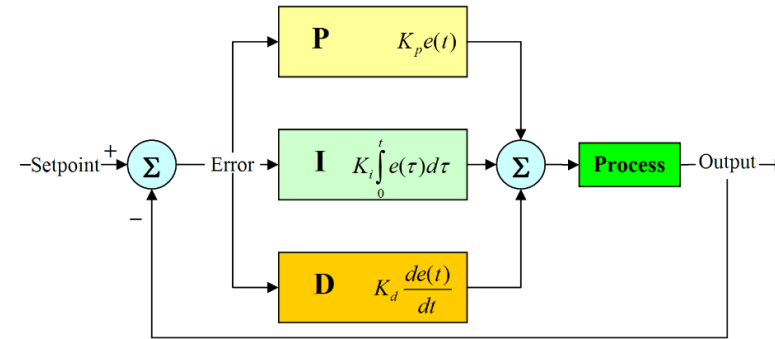 P K_p e(t)
Setpoint + Σ Error I K_i ∫_0^t e(τ)dτ Σ Process Output
−
D K_d de(t)/dt